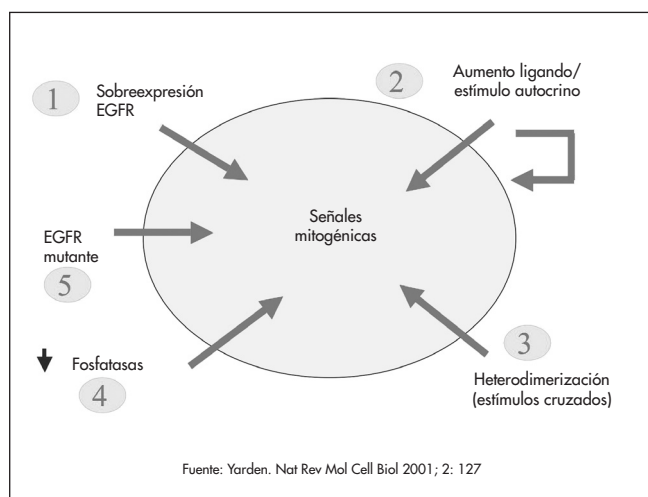 1
Sobreexpresión
EGFR
2
Aumento ligando/
estímulo autocrino
Señales
mitogénicas
EGFR
mutante
5
Fosfatasas
4
3
Heterodimerización
(estímulos cruzados)
Fuente: Yarden. Nat Rev Mol Cell Biol 2001; 2: 127